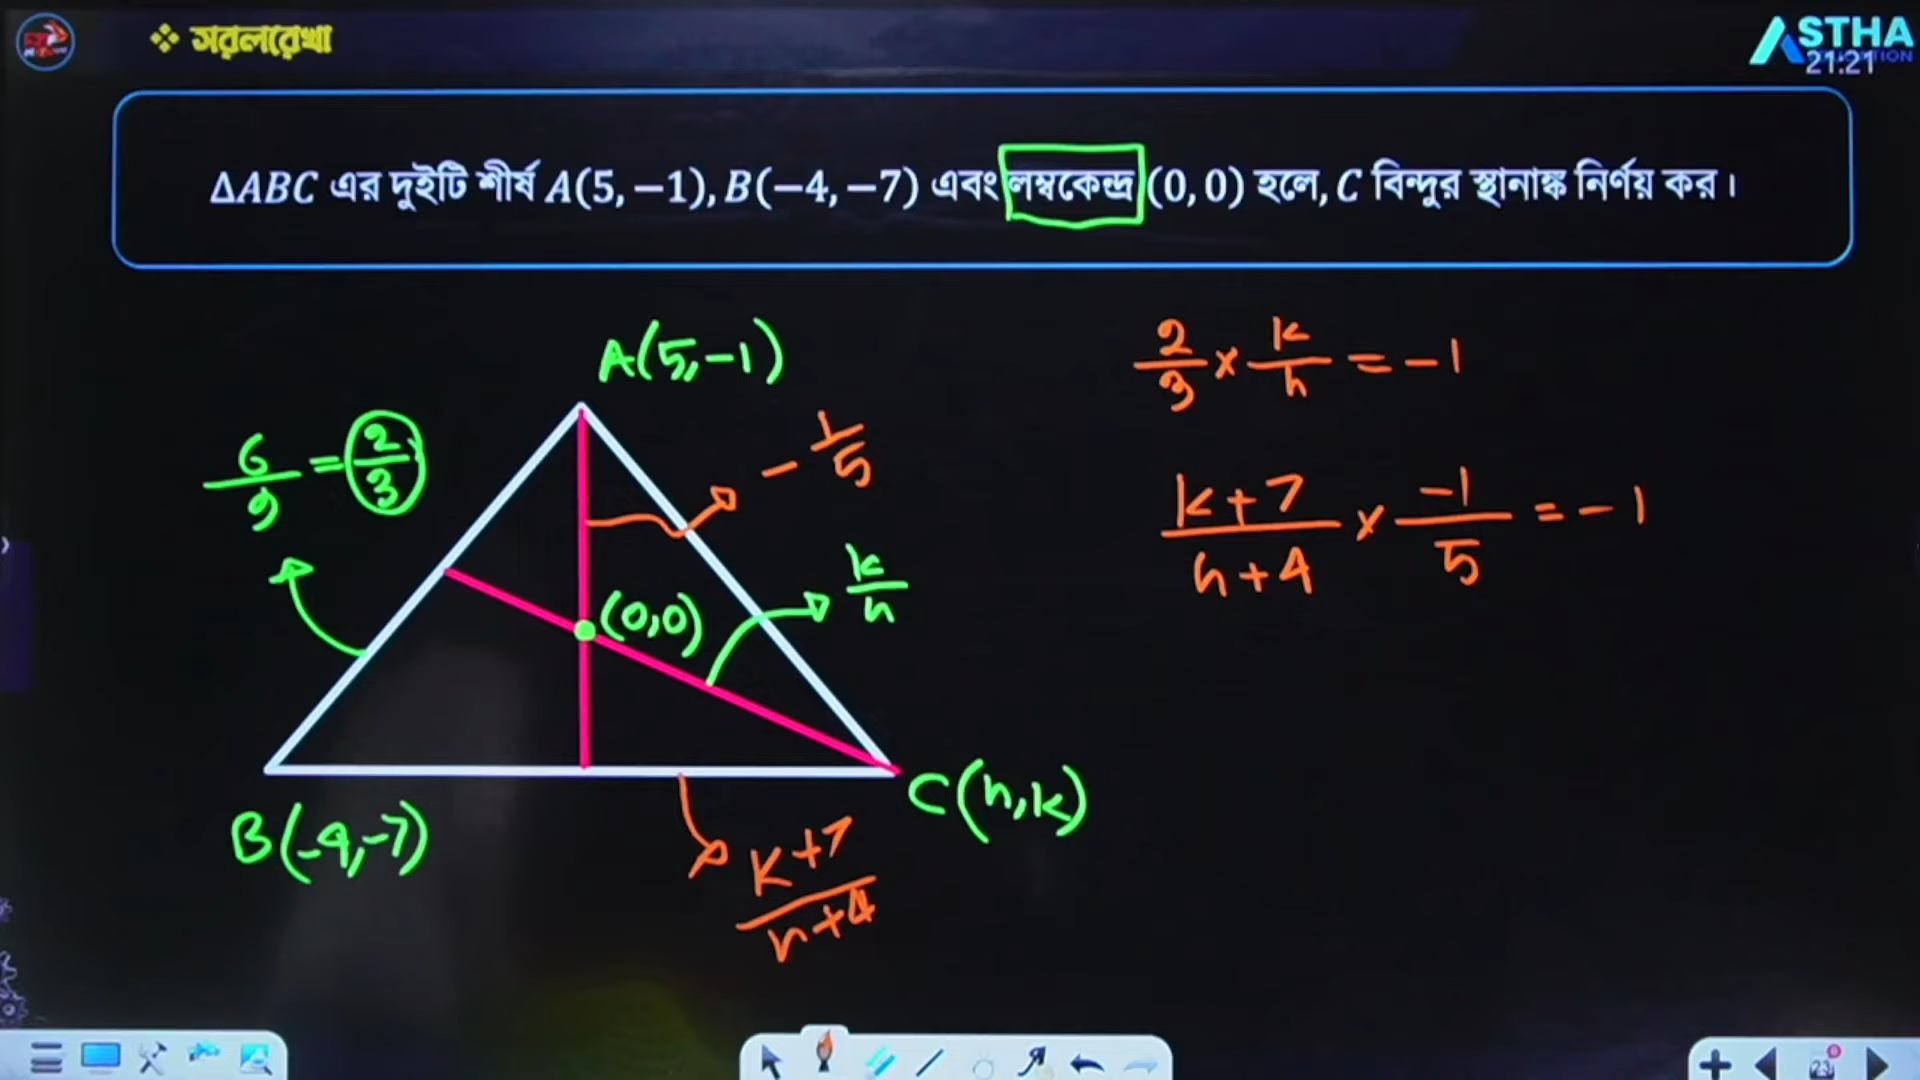 ❖ সরলরেখা
ASTHA
21:21
ΔABC এর দুইটি শীর্ষ A(5, −1), B(−4, −7) এবং লম্বকেন্দ্র (0, 0) হলে, C বিন্দুর স্থানাঙ্ক নির্ণয় কর।
A(5,-1)
6/9 = 2/3
- 1/5
k/h
(0,0)
B(-4,-7)
C(h,k)
k+7/h+4
2/3 × k/h = -1
k+7/h+4 × -1/5 = -1
23